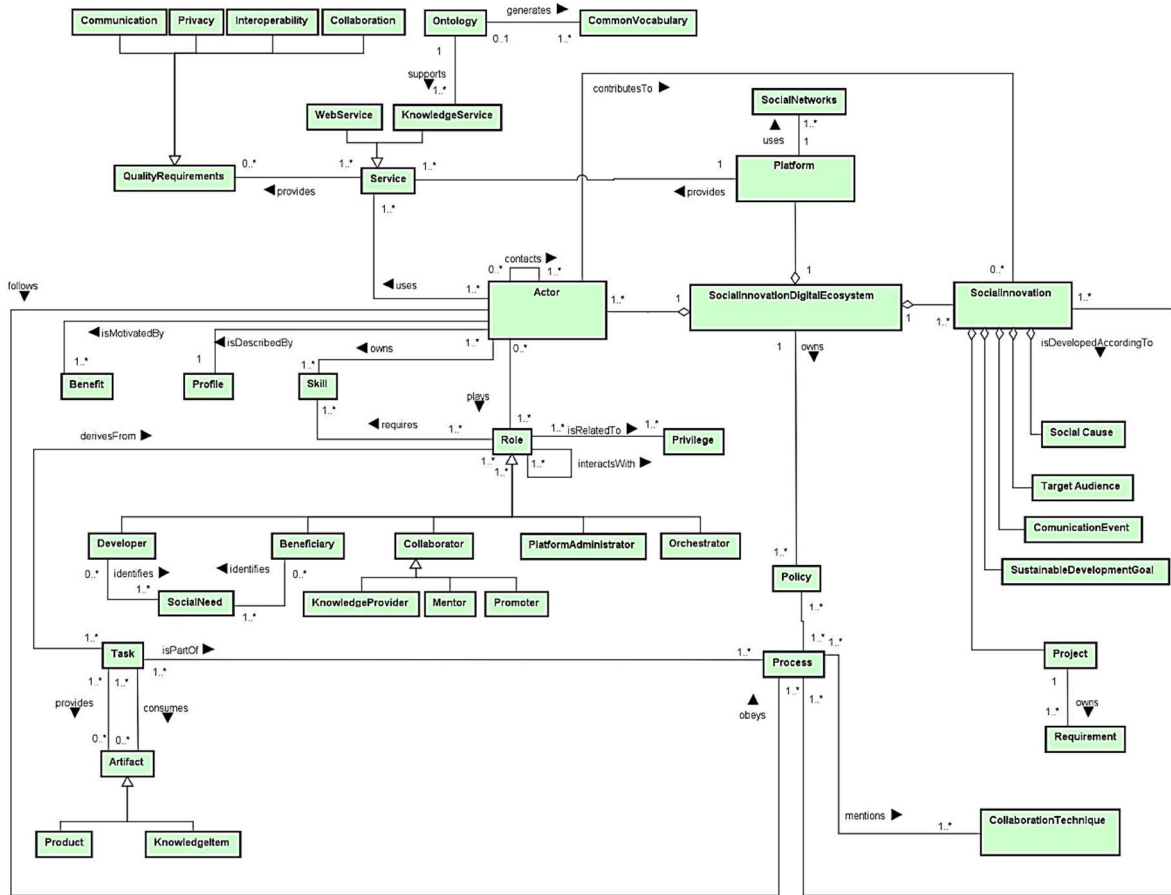 Communication
Privacy
Interoperability
Collaboration
Ontology
generates
CommonVocabulary
0..1
1..*
1
supports
1..*
contributesTo
SocialNetworks
WebService
KnowledgeService
1..*
uses
1
QualityRequirements
0..*
1..*
1..*
Service
1
Platform
provides
provides
1..*
contacts
0..*
1..*
1
0..*
follows
uses
1..*
Actor
1..*
1
SocialInnovationDigitalEcosystem
1
1..*
SocialInnovation
1..*
isMotivatedBy
isDescribedBy
1..*
owns
0..*
1
owns
isDevelopedAccordingTo
1..*
1
Benefit
Profile
1..*
Skill
1..*
plays
derivesFrom
requires
1..*
1..*
Role
1..*
isRelatedTo
1..*
Privilege
Social Cause
1..*
1..*
1..*
interactsWith
Target Audience
ComunicationEvent
Developer
Beneficiary
Collaborator
PlatformAdministrator
Orchestrator
1..*
SustainableDevelopmentGoal
0..*
identifies
identifies
0..*
Policy
1..*
SocialNeed
1..*
KnowledgeProvider
Mentor
Promoter
1..*
1..*
Task
isPartOf
1..*
1..*
1..*
1..*
Process
Project
1..*
1..*
1..*
1..*
1
provides
consumes
obeys
owns
0..*
0..*
1..*
Artifact
Requirement
mentions
1..*
CollaborationTechnique
Product
KnowledgeItem